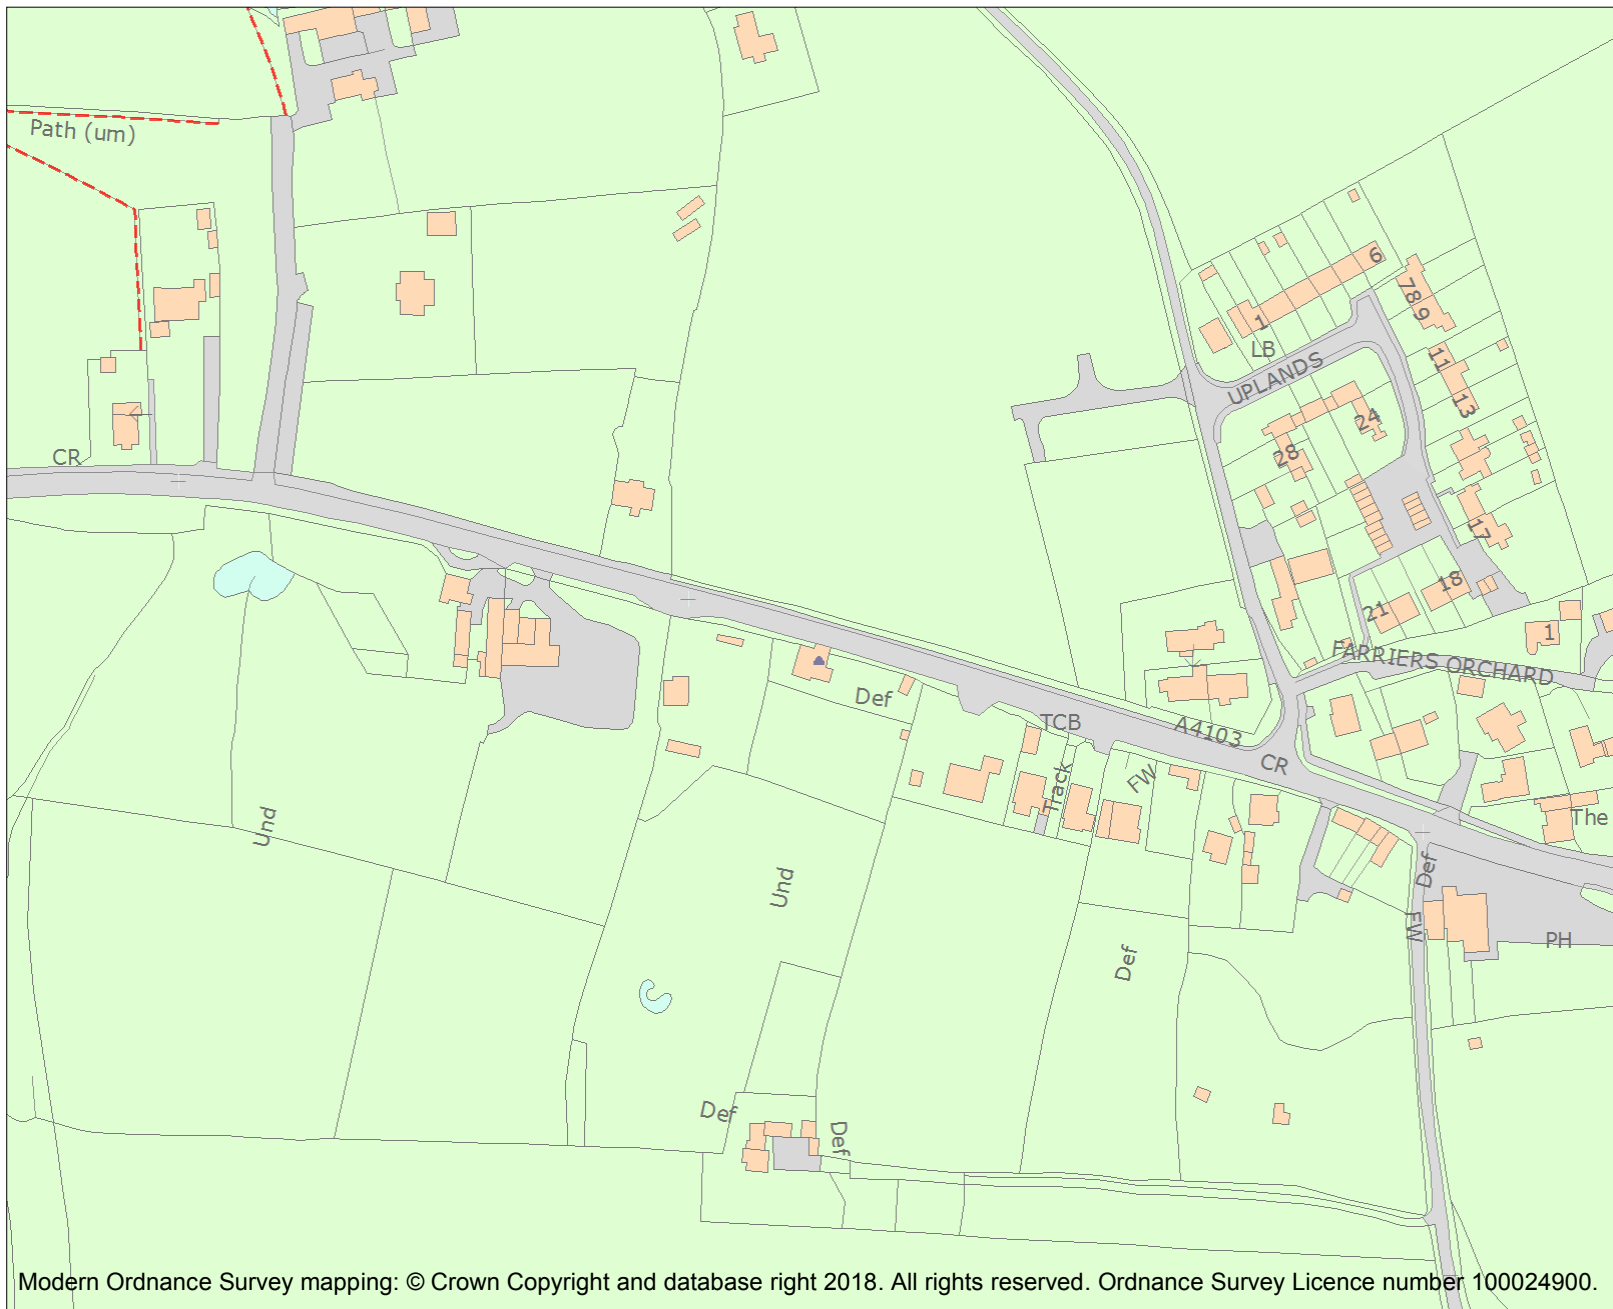 Path (um)
6
7
8
9
1
LB
UPLANDS
11
13
24
28
CR
17
18
21
1
FARRIERS ORCHARD
Def
TCB
A4103
CR
Track
FW
The
Und
Und
Def
FW
PH
Def
Def
Def
Modern Ordnance Survey mapping: © Crown Copyright and database right 2018. All rights reserved. Ordnance Survey Licence number 100024900.